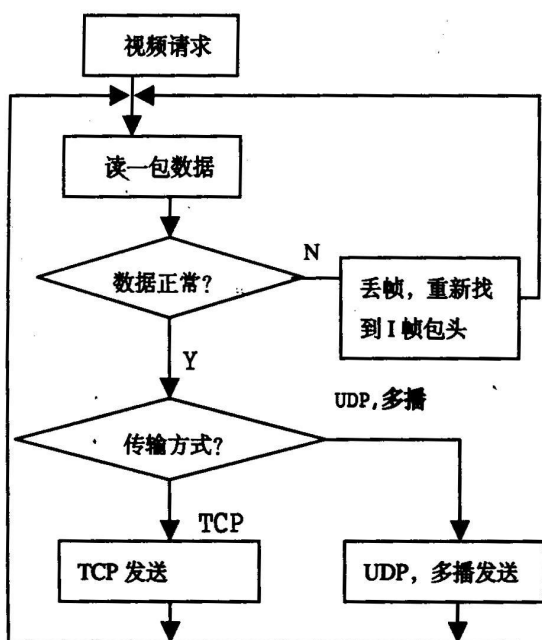 视频请求
读一包数据
数据正常?
N
丢帧，重新找
到 I 帧包头
Y
UDP,多播
传输方式?
TCP
TCP 发送
UDP，多播发送